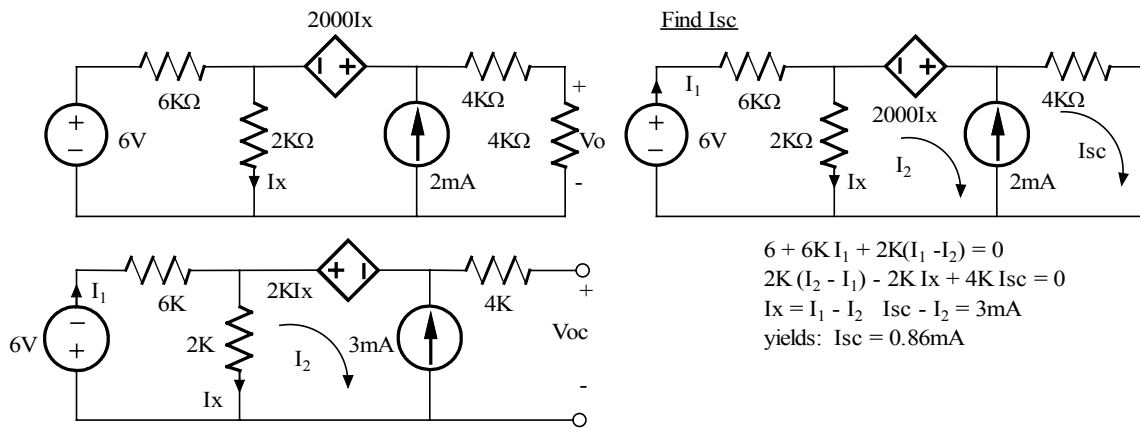 2000Ix
6KΩ
4KΩ
+
−
6V
2KΩ
Ix
2mA
4KΩ
+
Vo
-
Find Isc
I1
6KΩ
2000Ix
4KΩ
+
−
6V
2KΩ
Ix
I2
2mA
Isc
I1
6K
2KIx
4K
−
+
6V
2K
Ix
I2
3mA
+
Voc
-
6 + 6K I1 + 2K(I1 -I2) = 0
2K (I2 - I1) - 2K Ix + 4K Isc = 0
Ix = I1 - I2 Isc - I2 = 3mA
yields: Isc = 0.86mA